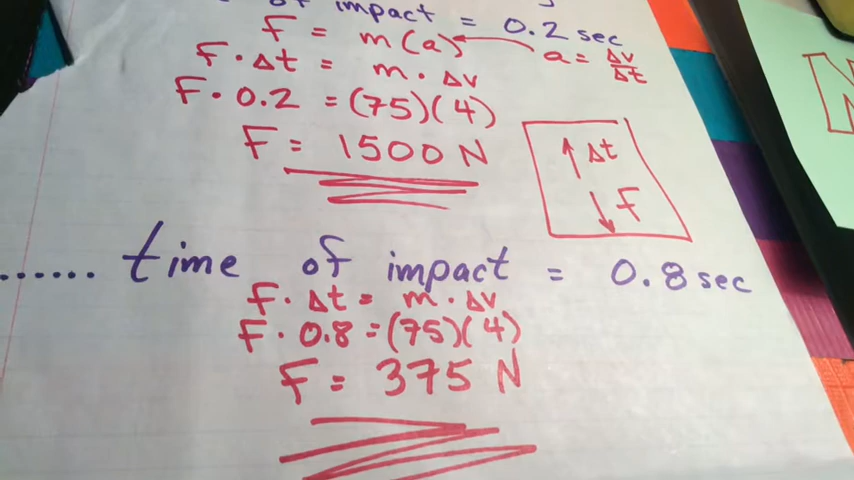 of impact = 0.2 sec
F = m(a)
a = Δv/Δt
F · Δt = m · Δv
F · 0.2 = (75)(4)
F = 1500 N
↑ Δt
↓ F
...... time of impact = 0.8 sec
F · Δt = m · Δv
F · 0.8 = (75)(4)
F = 375 N